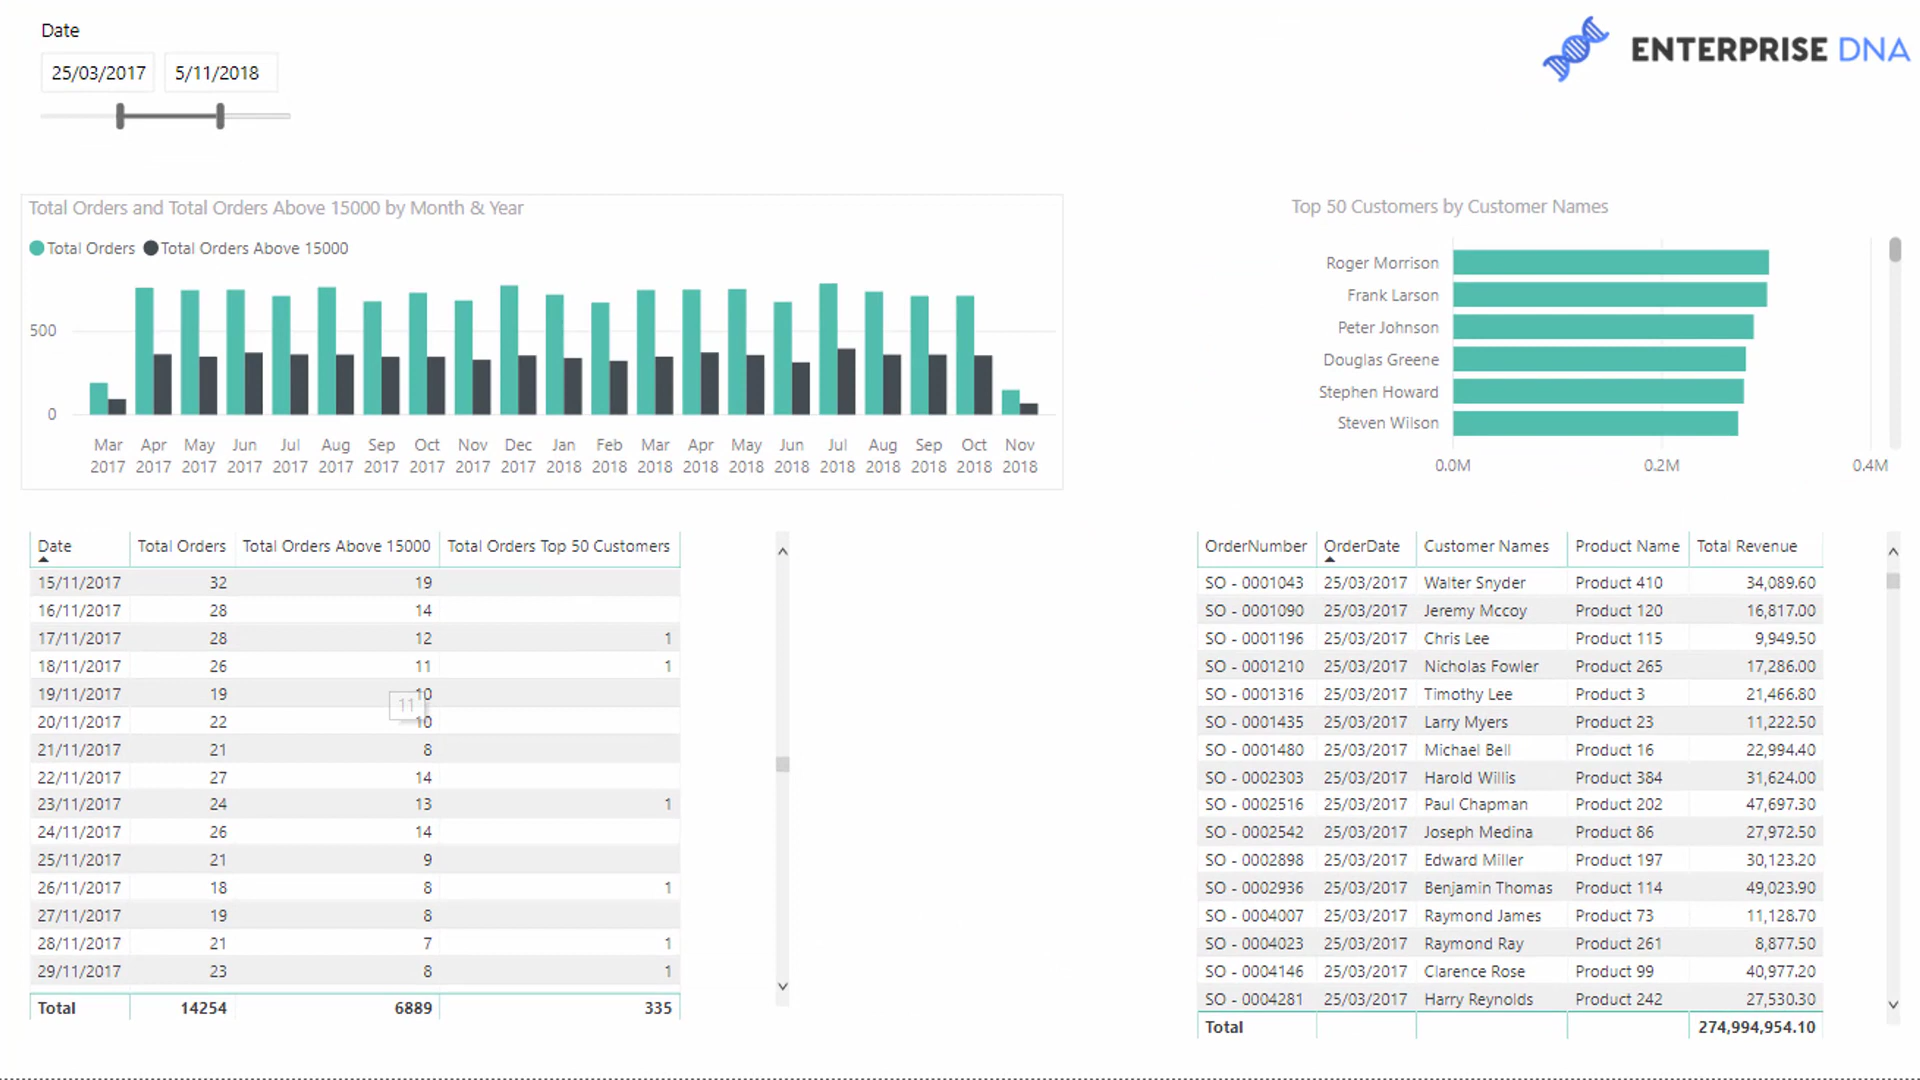 Date
25/03/2017 5/11/2018
ENTERPRISE DNA
Total Orders and Total Orders Above 15000 by Month & Year
Total Orders Total Orders Above 15000
500
0
Mar Apr May Jun Jul Aug Sep Oct Nov Dec Jan Feb Mar Apr May Jun Jul Aug Sep Oct Nov
2017 2017 2017 2017 2017 2017 2017 2017 2017 2017 2018 2018 2018 2018 2018 2018 2018 2018 2018 2018 2018
Top 50 Customers by Customer Names
Roger Morrison
Frank Larson
Peter Johnson
Douglas Greene
Stephen Howard
Steven Wilson
0.0M 0.2M 0.4M
Date Total Orders Total Orders Above 15000 Total Orders Top 50 Customers
15/11/2017 32 19
16/11/2017 28 14
17/11/2017 28 12 1
18/11/2017 26 11 1
19/11/2017 19 10
11
20/11/2017 22 10
21/11/2017 21 8
22/11/2017 27 14
23/11/2017 24 13 1
24/11/2017 26 14
25/11/2017 21 9
26/11/2017 18 8 1
27/11/2017 19 8
28/11/2017 21 7 1
29/11/2017 23 8 1
Total 14254 6889 335
OrderNumber OrderDate Customer Names Product Name Total Revenue
SO - 0001043 25/03/2017 Walter Snyder Product 410 34,089.60
SO - 0001090 25/03/2017 Jeremy Mccoy Product 120 16,817.00
SO - 0001196 25/03/2017 Chris Lee Product 115 9,949.50
SO - 0001210 25/03/2017 Nicholas Fowler Product 265 17,286.00
SO - 0001316 25/03/2017 Timothy Lee Product 3 21,466.80
SO - 0001435 25/03/2017 Larry Myers Product 23 11,222.50
SO - 0001480 25/03/2017 Michael Bell Product 16 22,994.40
SO - 0002303 25/03/2017 Harold Willis Product 384 31,624.00
SO - 0002516 25/03/2017 Paul Chapman Product 202 47,697.30
SO - 0002542 25/03/2017 Joseph Medina Product 86 27,972.50
SO - 0002898 25/03/2017 Edward Miller Product 197 30,123.20
SO - 0002936 25/03/2017 Benjamin Thomas Product 114 49,023.90
SO - 0004007 25/03/2017 Raymond James Product 73 11,128.70
SO - 0004023 25/03/2017 Raymond Ray Product 261 8,877.50
SO - 0004146 25/03/2017 Clarence Rose Product 99 40,977.20
SO - 0004281 25/03/2017 Harry Reynolds Product 242 27,530.30
Total 274,994,954.10